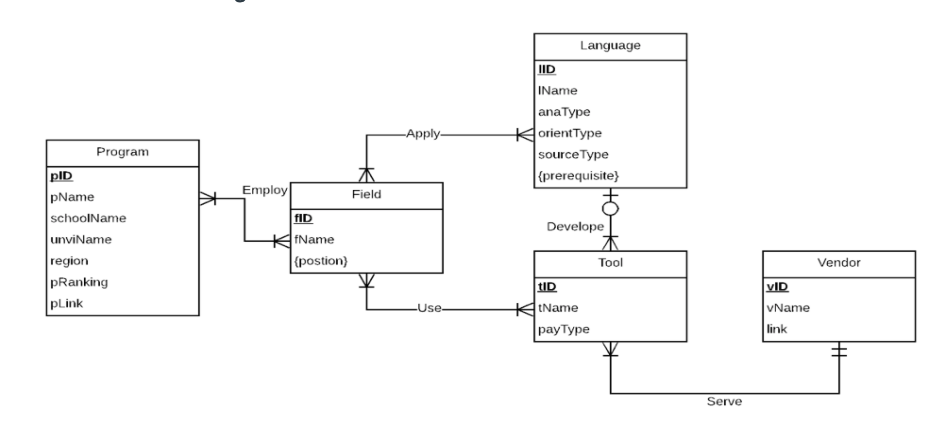 Program
pID
pName
schoolName
unviName
region
pRanking
pLink
Employ
Field
fID
fName
{postion}
Apply
Use
Language
lID
lName
anaType
orientType
sourceType
{prerequisite}
Develope
Tool
tID
tName
payType
Vendor
vID
vName
link
Serve